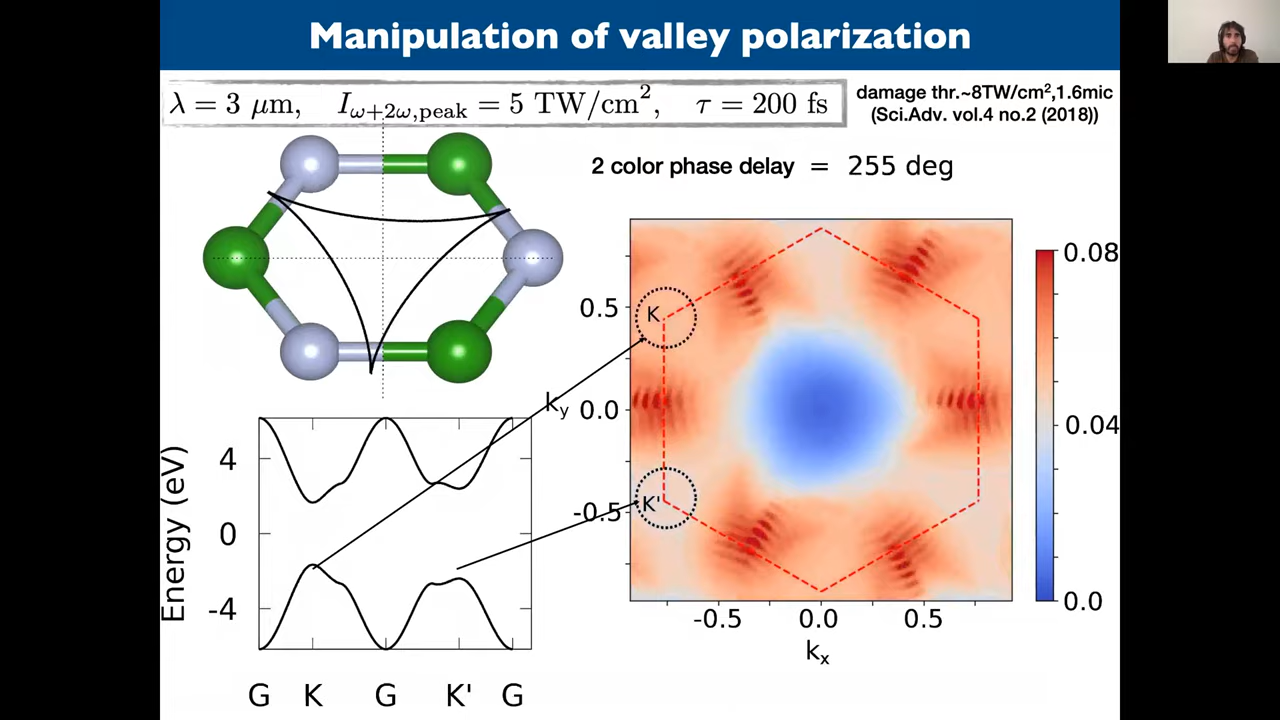 Manipulation of valley polarization
λ = 3 μm, I_{ω+2ω,peak} = 5 TW/cm², τ = 200 fs
damage thr.~8TW/cm²,1.6mic
(Sci.Adv. vol.4 no.2 (2018))
2 color phase delay = 255 deg
0.08
0.04
0.0
K
K'
k_y
0.5
0.0
-0.5
-0.5 0.0 0.5
k_x
Energy (eV)
4
0
-4
G K G K' G